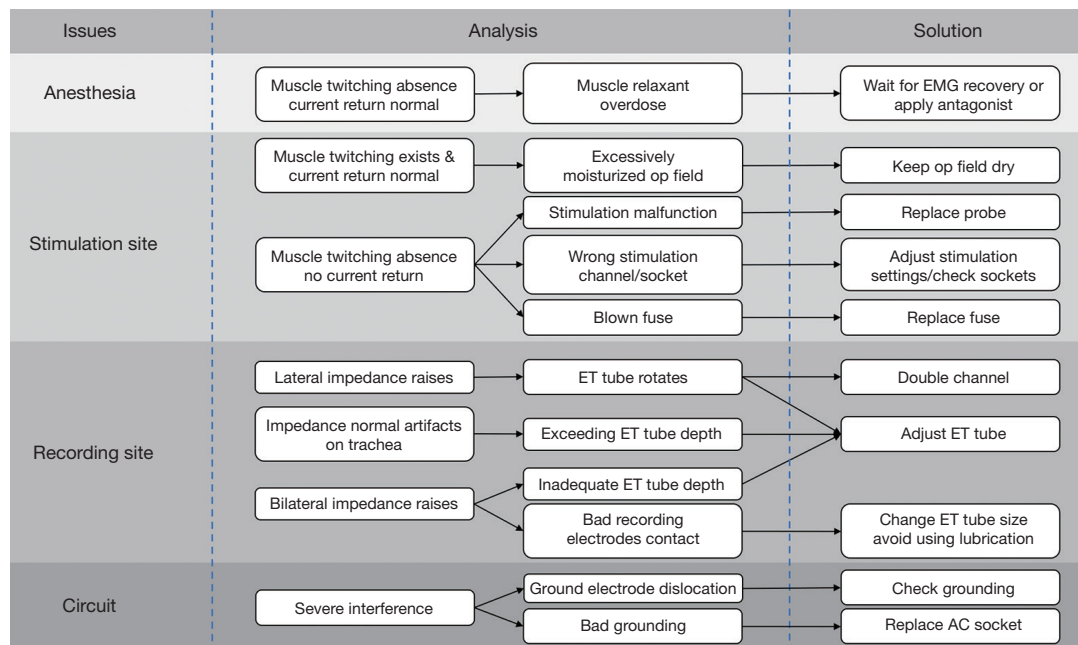 Issues
Analysis
Solution
Anesthesia
Muscle twitching absence
current return normal
Muscle relaxant
overdose
Wait for EMG recovery or
apply antagonist
Stimulation site
Muscle twitching exists &
current return normal
Excessively
moisturized op field
Keep op field dry
Muscle twitching absence
no current return
Stimulation malfunction
Replace probe
Wrong stimulation
channel/socket
Adjust stimulation
settings/check sockets
Blown fuse
Replace fuse
Recording site
Lateral impedance raises
ET tube rotates
Double channel
Impedance normal artifacts
on trachea
Exceeding ET tube depth
Adjust ET tube
Bilateral impedance raises
Inadequate ET tube depth
Bad recording
electrodes contact
Change ET tube size
avoid using lubrication
Circuit
Severe interference
Ground electrode dislocation
Check grounding
Bad grounding
Replace AC socket